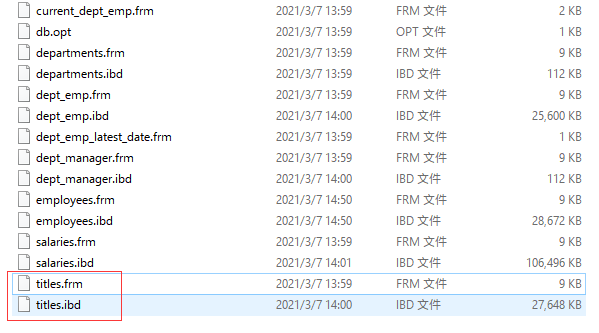 current_dept_emp.frm 2021/3/7 13:59 FRM 文件 2 KB
db.opt 2021/3/7 13:59 OPT 文件 1 KB
departments.frm 2021/3/7 13:59 FRM 文件 9 KB
departments.ibd 2021/3/7 13:59 IBD 文件 112 KB
dept_emp.frm 2021/3/7 13:59 FRM 文件 9 KB
dept_emp.ibd 2021/3/7 14:00 IBD 文件 25,600 KB
dept_emp_latest_date.frm 2021/3/7 13:59 FRM 文件 1 KB
dept_manager.frm 2021/3/7 13:59 FRM 文件 9 KB
dept_manager.ibd 2021/3/7 14:00 IBD 文件 112 KB
employees.frm 2021/3/7 14:50 FRM 文件 9 KB
employees.ibd 2021/3/7 14:50 IBD 文件 28,672 KB
salaries.frm 2021/3/7 13:59 FRM 文件 9 KB
salaries.ibd 2021/3/7 14:01 IBD 文件 106,496 KB
titles.frm 2021/3/7 13:59 FRM 文件 9 KB
titles.ibd 2021/3/7 14:00 IBD 文件 27,648 KB